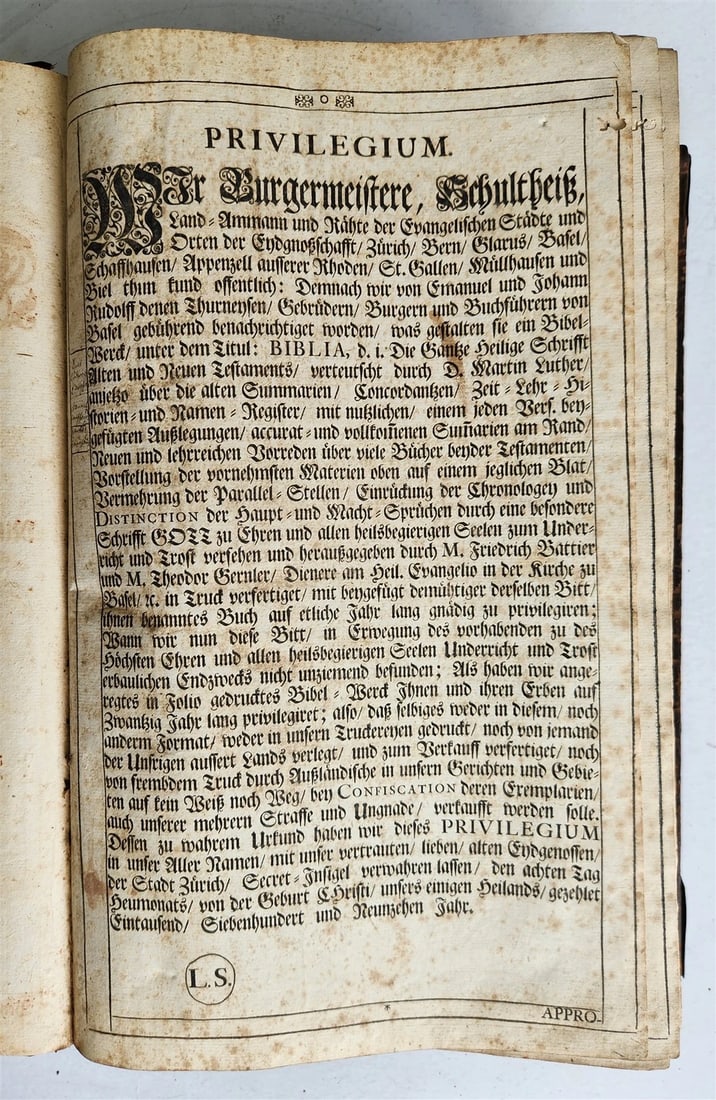 PRIVILEGIUM.
WIr Burgermeistere, Schultheiß,
Land-Ammann und Rähte der Evangelischen Städte und
Orten der Eydgnoßschafft/ Zürich/ Bern/ Glarus/ Basel/
Schaffhausen/ Appenzell ausserer Rhoden/ St. Gallen/ Müllhausen und
Biel thun kund offentlich: Demnach wir von Emanuel und Johann
Rudolff denen Thurneysen/ Gebrüdern/ Burgern und Buchführern von
Basel gebührend benachrichtiget worden/ was gestalten sie ein Bibel-
Werck/ unter dem Titul: BIBLIA, d. i. Die Gantze Heilige Schrifft
Alten und Neuen Testaments/ verteutscht durch D. Martin Luther/
anjetzo über die alten Summarien/ Concordantzen/ Zeit-Lehr-Hi-
storien-und Namen-Register/ mit nutzlichen/ einem jeden Vers. bey-
gefügten Außlegungen/ accurat-und vollkom̃enen Sum̃arien am Rand/
Neuen und lehrreichen Vorreden über viele Bücher beyder Testamenten/
Vorstellung der vornehmsten Materien oben auf einem jeglichen Blat/
Vermehrung der Parallel-Stellen/ Einrückung der Chronologey und
DISTINCTION der Haupt-und Macht-Sprüchen durch eine besondere
Schrifft GOTT zu Ehren und allen heilsbegierigen Seelen zum Under-
richt und Trost versehen und heraußgegeben durch M. Friedrich Battier
und M. Theodor Gernler/ Dienere am Heil. Evangelio in der Kirche zu
Basel/ ꝛc. in Truck verfertiget/ mit beygefügt demühtiger derselben Bitt/
ihnen benanntes Buch auf etliche Jahr lang gnädig zu privilegiren;
Wann wir nun diese Bitt/ in Erwegung des vorhabenden zu des
Höchsten Ehren und allen heilsbegierigen Seelen Underricht und Trost
erbaulichen Endzwecks nicht unziemend befunden; Als haben wir ange-
regtes in Folio gedrucktes Bibel-Werck Ihnen und ihren Erben auf
Zwantzig Jahr lang privilegiret; also/ daß selbiges weder in diesem/ noch
anderm Format/ weder in unsern Truckereyen gedruckt/ noch von jemand
der Unsrigen aussert Lands verlegt/ und zum Verkauff verfertiget/ noch
von frembdem Truck durch Außländische in unsern Gerichten und Gebie-
ten auf kein Weiß noch Weg/ bey CONFISCATION deren Exemplarien/
auch unserer mehrern Straffe und Ungnade/ verkaufft werden solle.
Dessen zu wahrem Urkund haben wir dieses PRIVILEGIUM
in unser Aller Namen/ mit unser vertrauten/ lieben/ alten Eydgenossen/
der Stadt Zürich/ Secret-Insigel verwahren lassen/ den achten Tag
Heumonats/ von der Geburt CHristi/ unsers einigen Heilands/ gezehlet
Eintausend/ Siebenhundert und Neunzehen Jahr.
L.S.
*
APPRO-